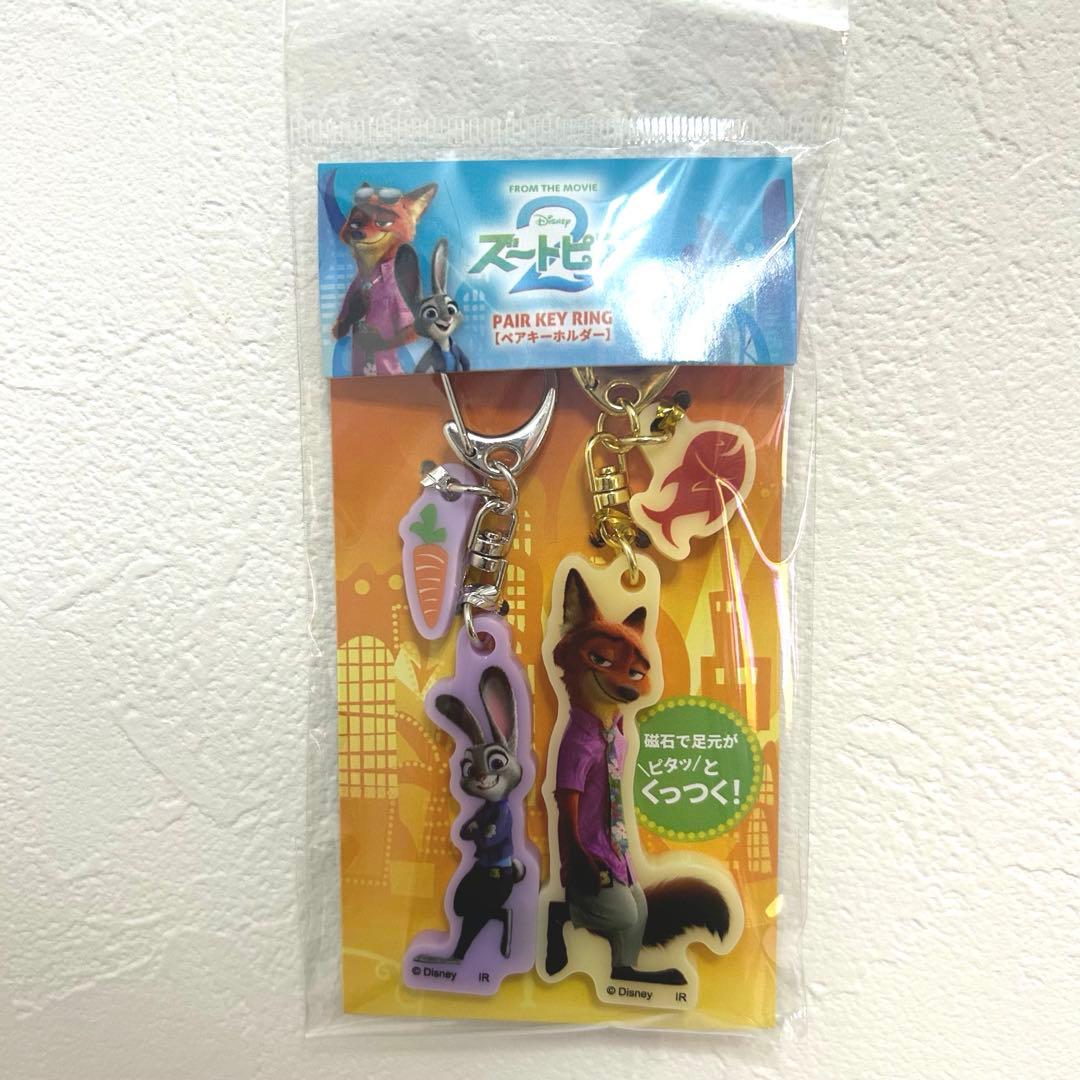 FROM THE MOVIE
Disney
ズートピ
2
PAIR KEY RING
【ペアキーホルダー】
磁石で足元が
\ピタッ/と
くっつく!
© Disney IR
© Disney IR